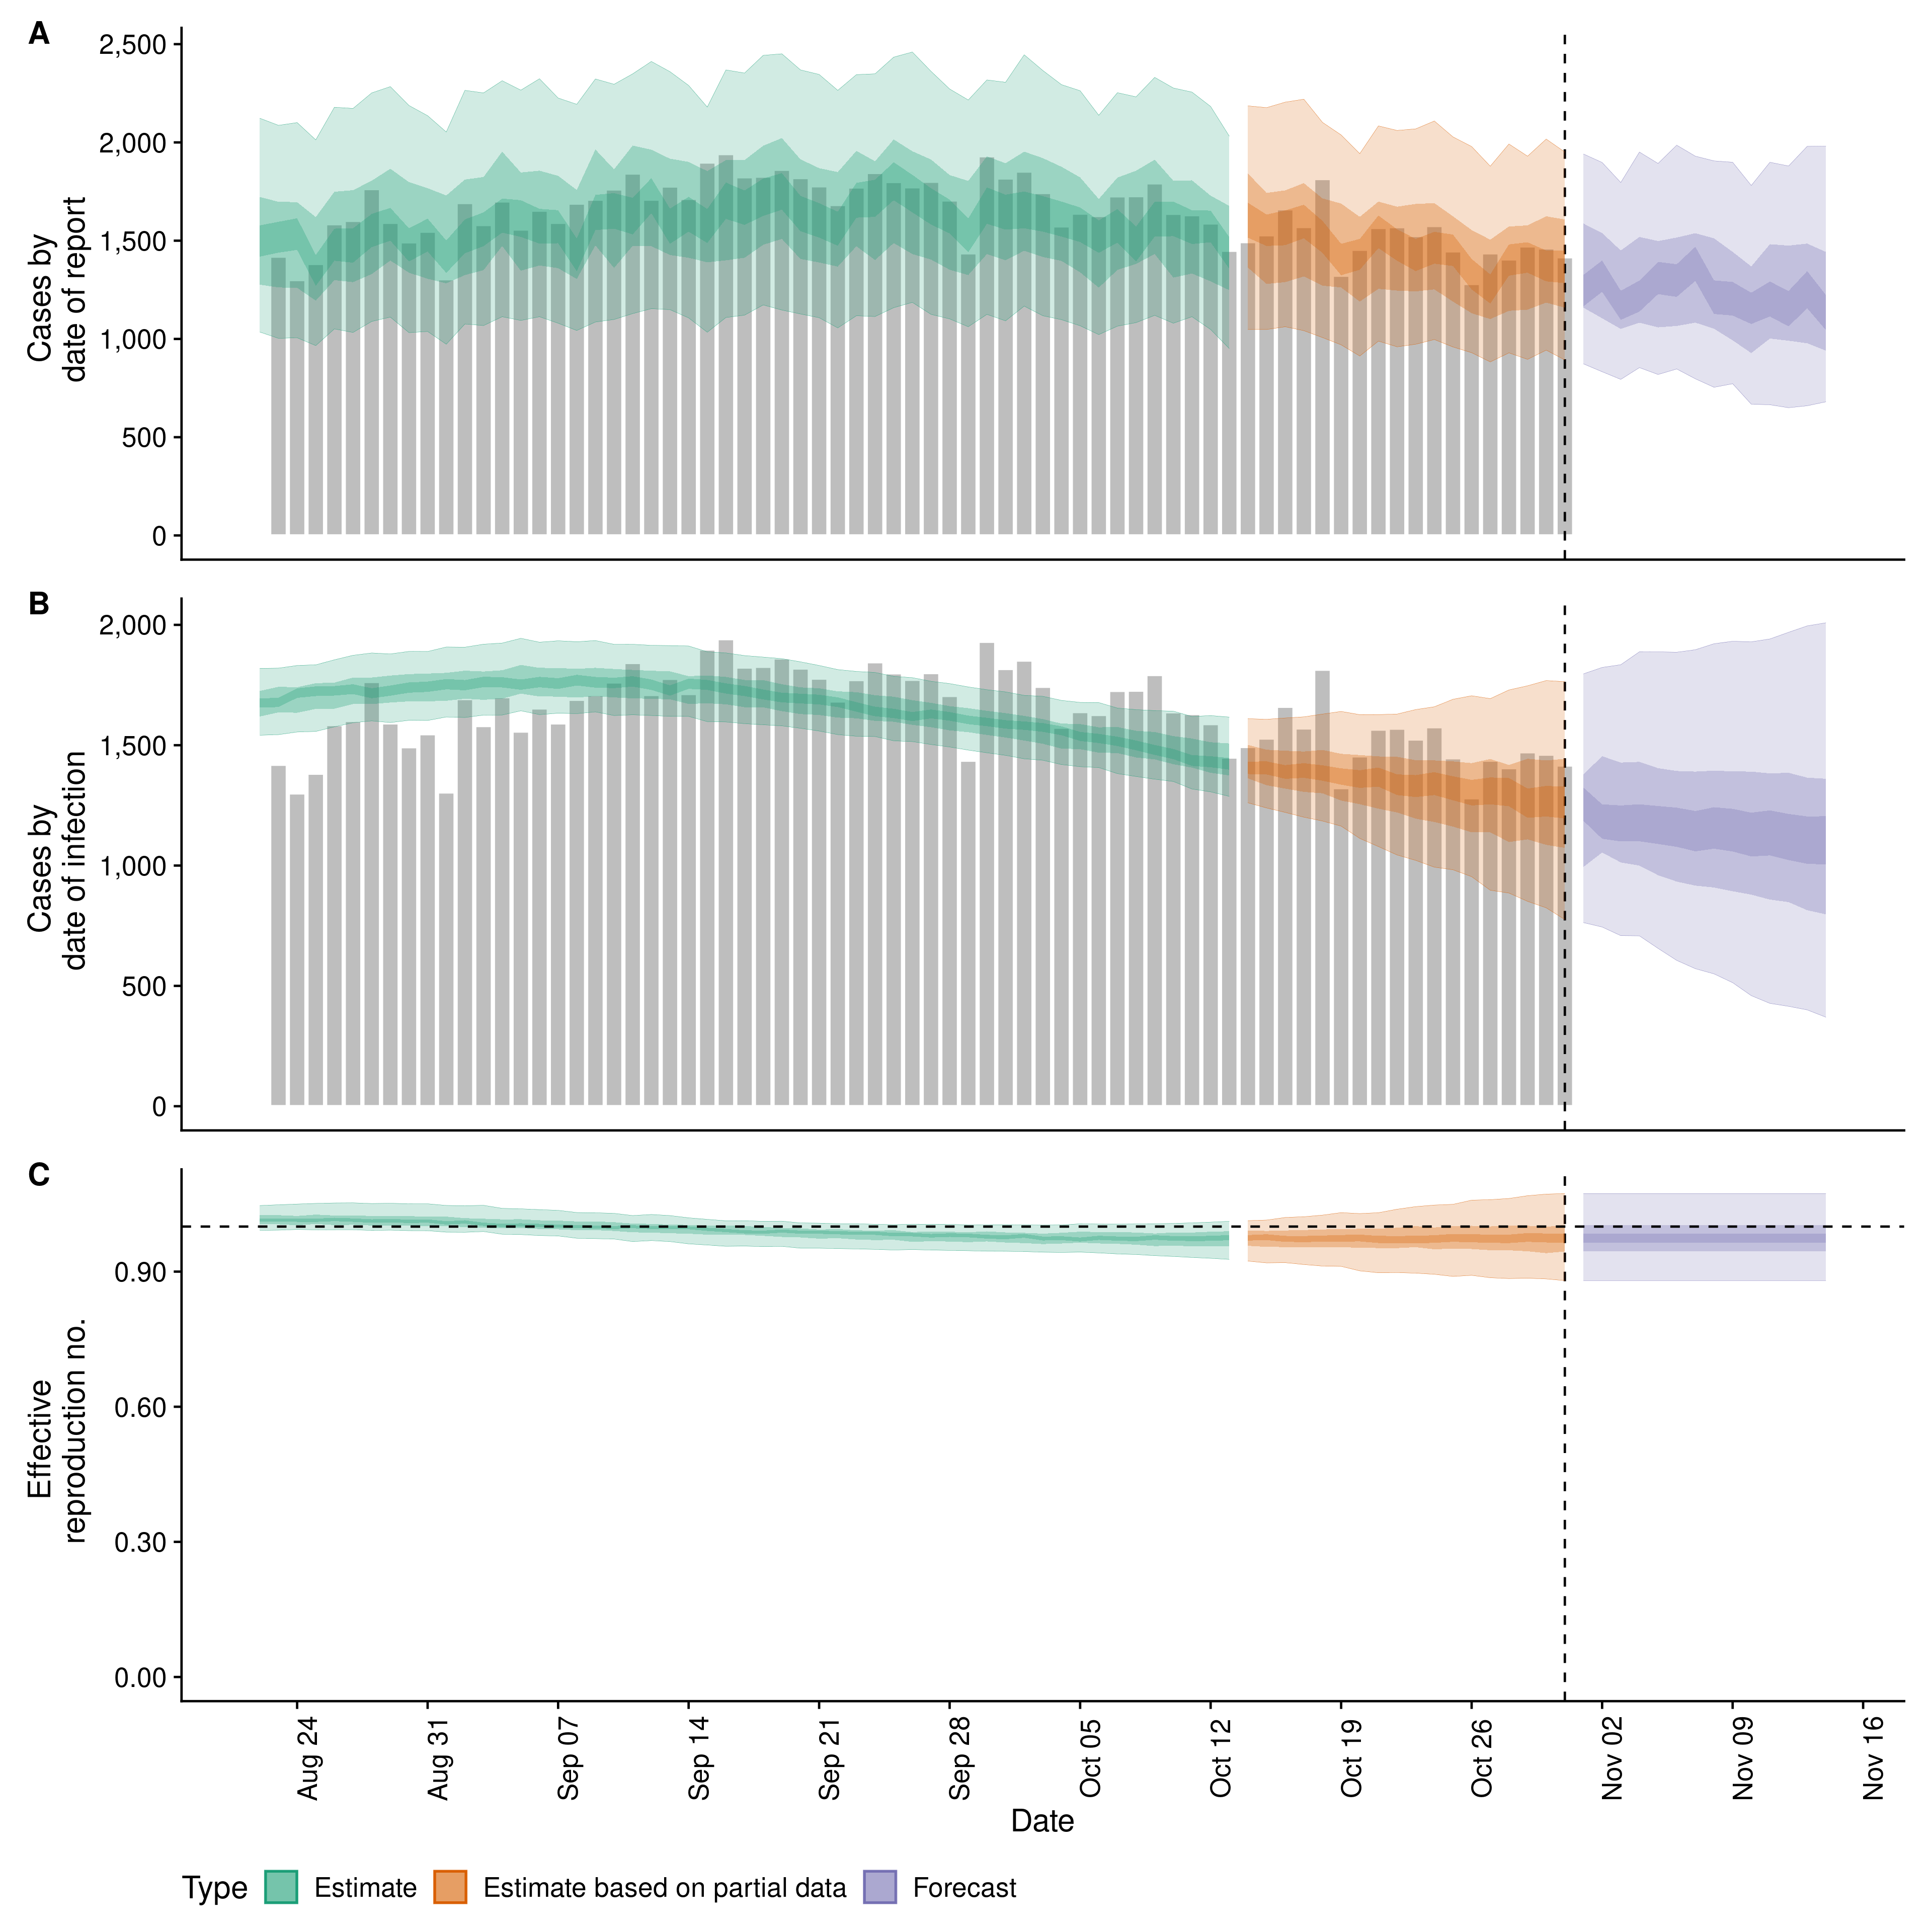 A
2,500
2,000
1,500
1,000
500
0
Cases by
date of report
B
2,000
1,500
1,000
500
0
Cases by
date of infection
C
0.90
0.60
0.30
0.00
Effective
reproduction no.
Aug 24
Aug 31
Sep 07
Sep 14
Sep 21
Sep 28
Oct 05
Oct 12
Oct 19
Oct 26
Nov 02
Nov 09
Nov 16
Date
Type Estimate Estimate based on partial data Forecast